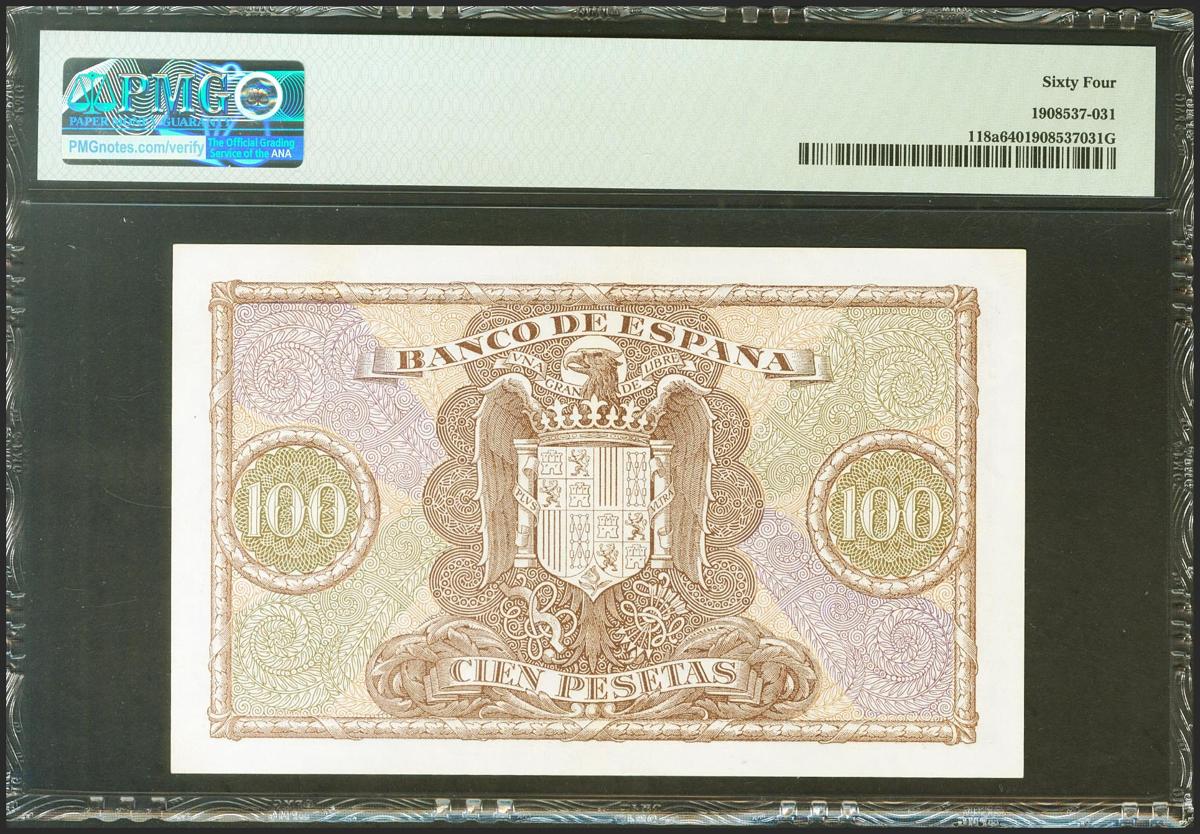 PMG
PAPER MONEY GUARANTY
PMGnotes.com/verify
The Official Grading
Service of the ANA
Sixty Four
1908537-031
118a6401908537031G
BANCO DE ESPAÑA
VNA GRANDE LIBRE
PLVS VLTRA
100
100
CIEN PESETAS